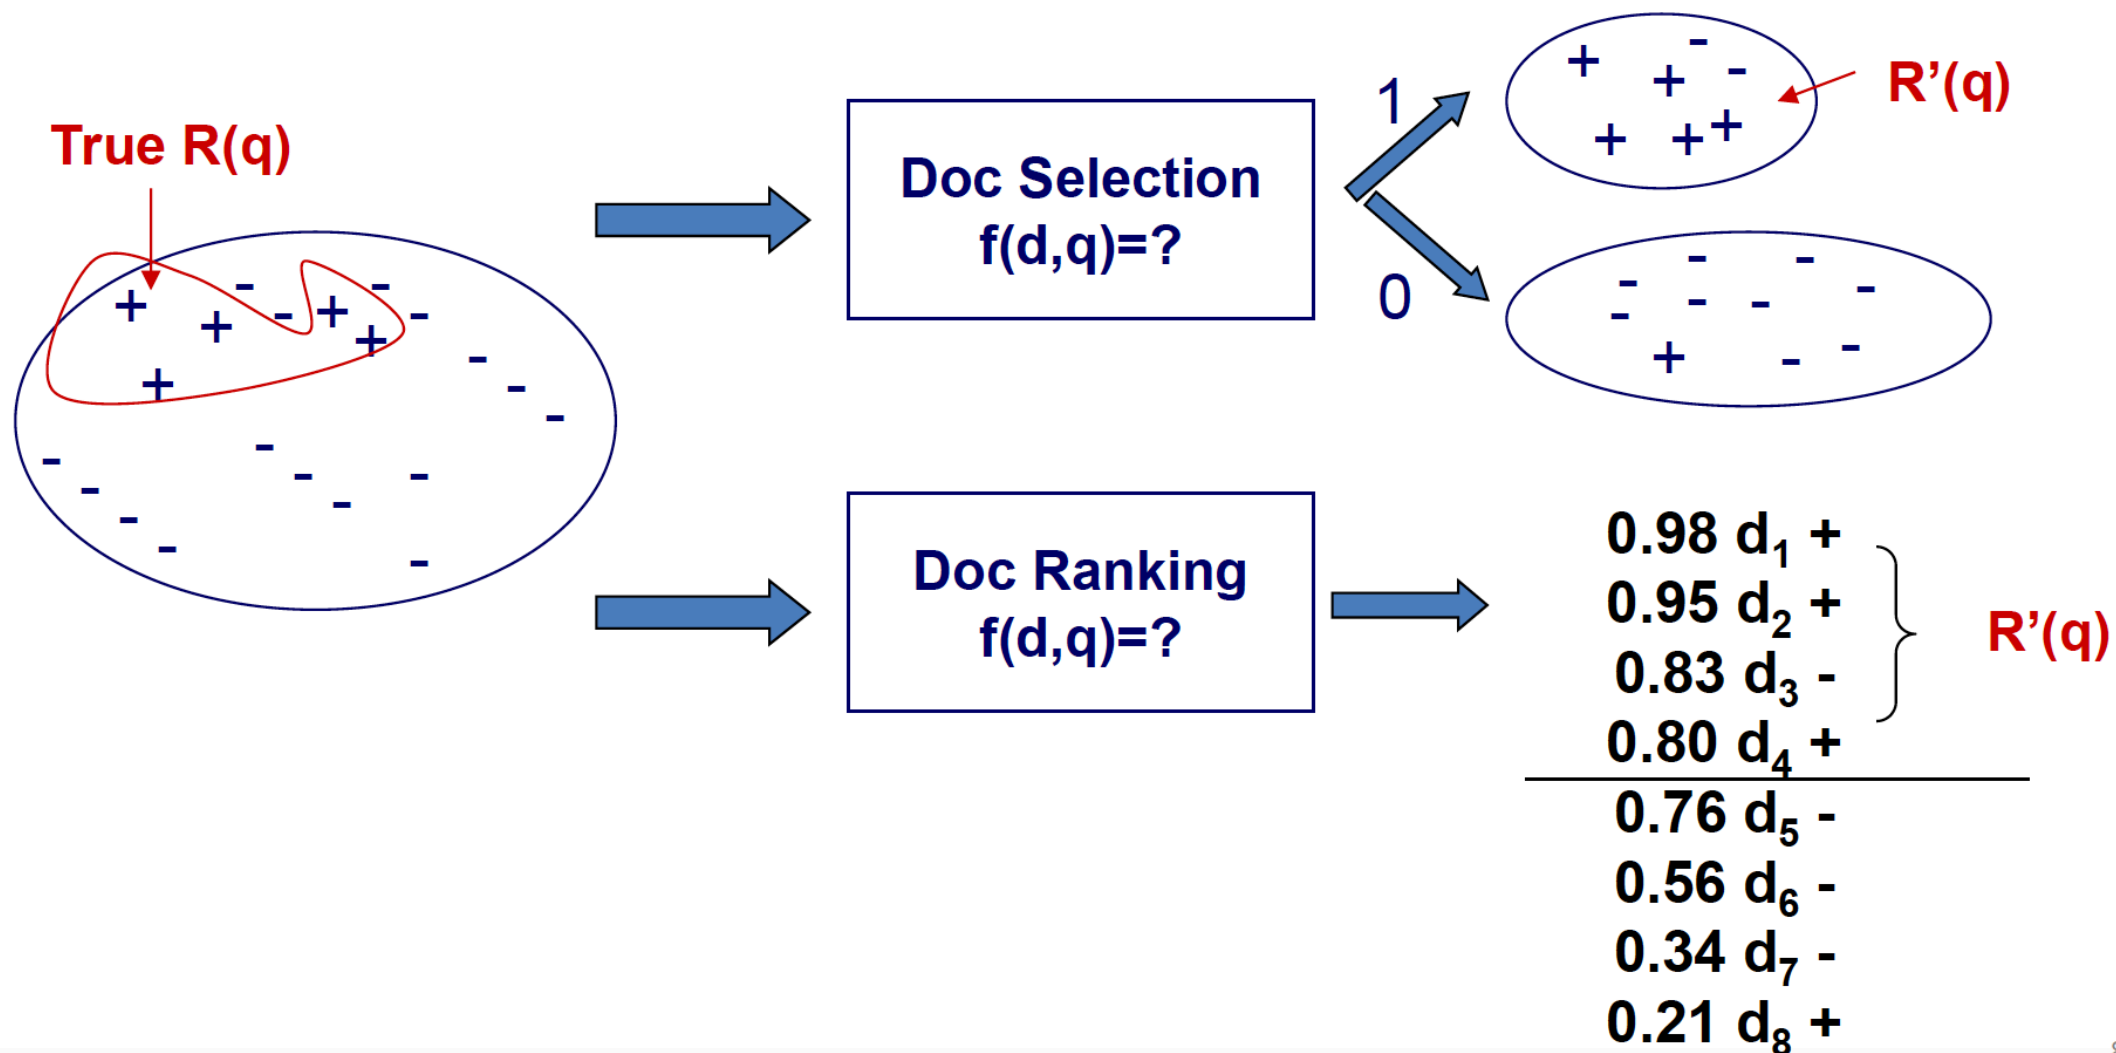 True R(q)
Doc Selection
f(d,q)=?
1
0
R’(q)
Doc Ranking
f(d,q)=?
0.98 d1 +
0.95 d2 +
0.83 d3 -
0.80 d4 +
0.76 d5 -
0.56 d6 -
0.34 d7 -
0.21 d8 +
R’(q)